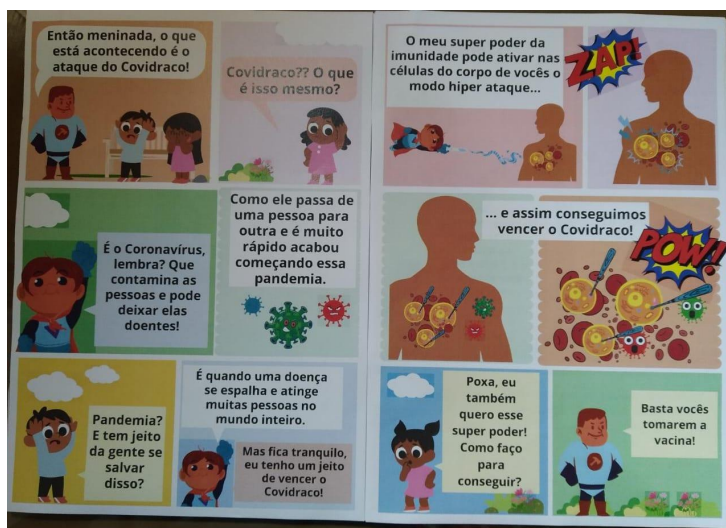 Então meninada, o que
está acontecendo é o
ataque do Covidraco!
Covidraco?? O que
é isso mesmo?
É o Coronavírus,
lembra? Que
contamina as
pessoas e pode
deixar elas
doentes!
Como ele passa de
uma pessoa para
outra e é muito
rápido acabou
começando essa
pandemia.
Pandemia?
E tem jeito
da gente se
salvar
disso?
É quando uma doença
se espalha e atinge
muitas pessoas no
mundo inteiro.
Mas fica tranquilo,
eu tenho um jeito
de vencer o
Covidraco!
O meu super poder da
imunidade pode ativar nas
células do corpo de vocês o
modo hiper ataque...
ZAP!
... e assim conseguimos
vencer o Covidraco!
POW!
Poxa, eu
também
quero esse
super poder!
Como faço
para
conseguir?
Basta vocês
tomarem a
vacina!